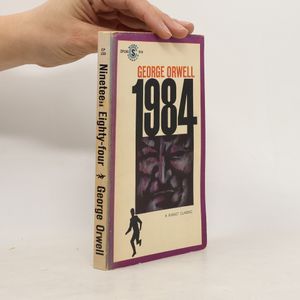 GEORGE ORWELL
1984
A SIGNET CLASSIC
Nineteen Eighty-four
George Orwell